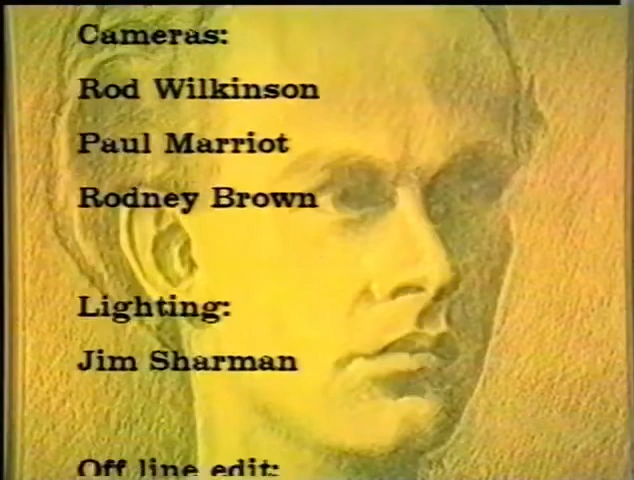 Cameras:
Rod Wilkinson
Paul Marriot
Rodney Brown
Lighting:
Jim Sharman
Off line edit: